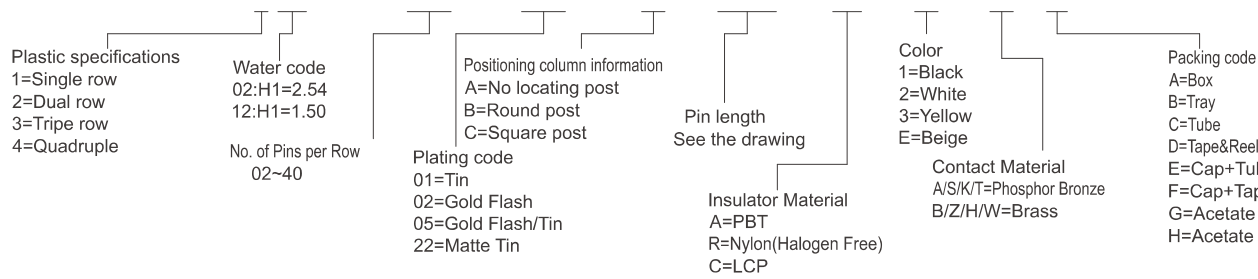 Plastic specifications
1=Single row
2=Dual row
3=Tripe row
4=Quadruple
Water code
02:H1=2.54
12:H1=1.50
No. of Pins per Row
02~40
Plating code
01=Tin
02=Gold Flash
05=Gold Flash/Tin
22=Matte Tin
Positioning column information
A=No locating post
B=Round post
C=Square post
Pin length
See the drawing
Insulator Material
A=PBT
R=Nylon(Halogen Free)
C=LCP
Color
1=Black
2=White
3=Yellow
E=Beige
Contact Material
A/S/K/T=Phosphor Bronze
B/Z/H/W=Brass
Packing code
A=Box
B=Tray
C=Tube
D=Tape&Reel
E=Cap+
F=Cap+
G=Acetate
H=Acetate